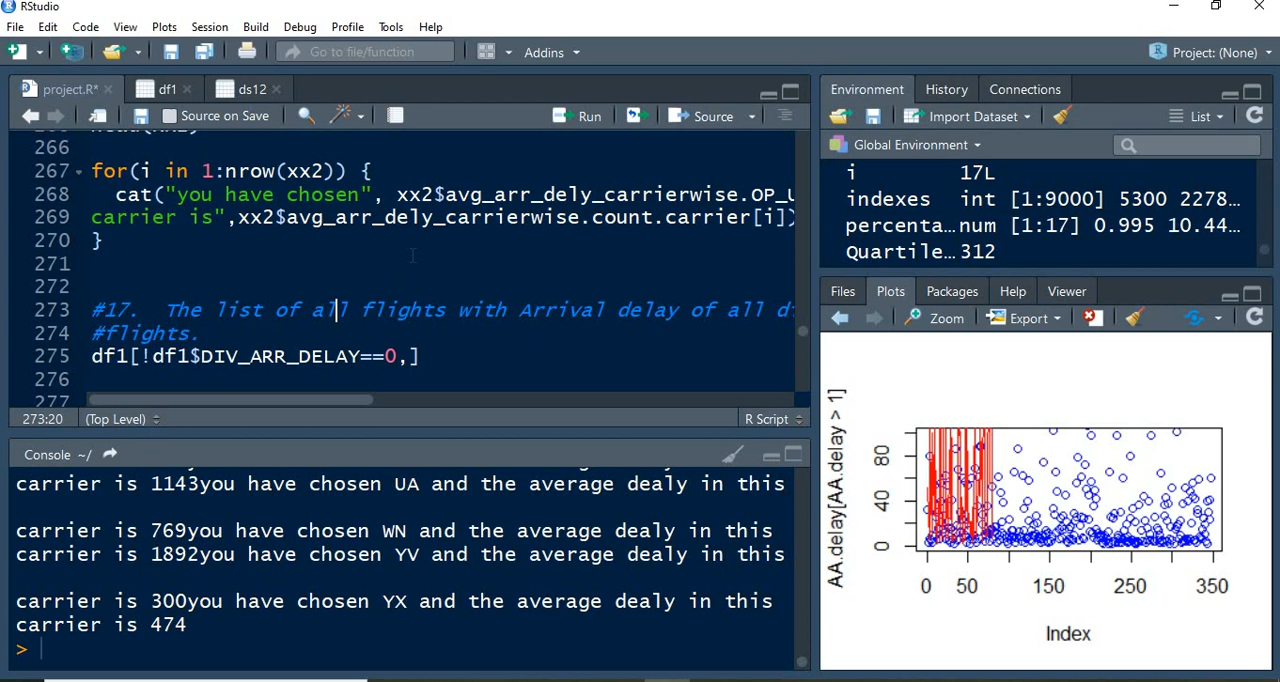 RStudio
File Edit Code View Plots Session Build Debug Profile Tools Help
Go to file/function Addins Project: (None)
project.R* df1 ds12
Source on Save Run Source
266
267 for(i in 1:nrow(xx2)) {
268 cat("you have chosen", xx2$avg_arr_dely_carrierwise.OP_U
269 carrier is",xx2$avg_arr_dely_carrierwise.count.carrier[i])
270 }
271
272
273 #17. The list of all flights with Arrival delay of all di
274 #flights.
275 df1[!df1$DIV_ARR_DELAY==0,]
276
277
273:20 (Top Level) R Script
Console ~/
carrier is 1143you have chosen UA and the average dealy in this
carrier is 769you have chosen WN and the average dealy in this
carrier is 1892you have chosen YV and the average dealy in this
carrier is 300you have chosen YX and the average dealy in this
carrier is 474
>
Environment History Connections
Import Dataset List
Global Environment
i 17L
indexes int [1:9000] 5300 2278…
percenta… num [1:17] 0.995 10.44…
Quartile… 312
Files Plots Packages Help Viewer
Zoom Export
AA.delay[AA.delay > 1]
80
40
0
0 50 150 250 350
Index